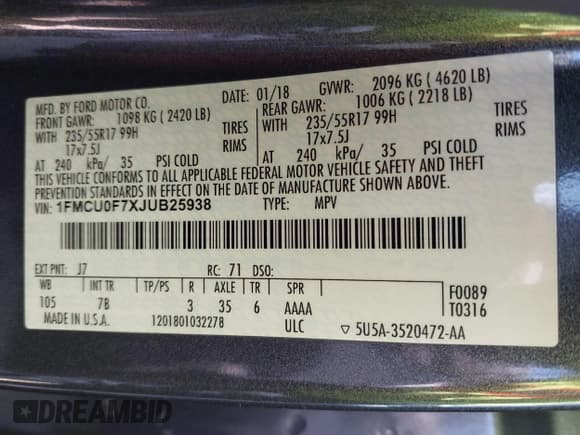 MFD. BY FORD MOTOR CO.
DATE: 01/18
GVWR: 2096 KG ( 4620 LB)
FRONT GAWR: 1098 KG ( 2420 LB)
REAR GAWR: 1006 KG ( 2218 LB)
WITH 235/55R17 99H TIRES
WITH 235/55R17 99H TIRES
17x7.5J RIMS
17x7.5J RIMS
AT 240 kPa/ 35 PSI COLD
AT 240 kPa/ 35 PSI COLD
THIS VEHICLE CONFORMS TO ALL APPLICABLE FEDERAL MOTOR VEHICLE SAFETY AND THEFT
PREVENTION STANDARDS IN EFFECT ON THE DATE OF MANUFACTURE SHOWN ABOVE.
VIN: 1FMCU0F7XJUB25938
TYPE: MPV
EXT PNT: J7 RC: 71 DSO:
WB INT TR TP/PS R AXLE TR SPR
105 7B 3 35 6 AAAA
F0089
T0316
MADE IN U.S.A. 1201801032278 ULC
▽ 5U5A-3520472-AA
DREAMBID